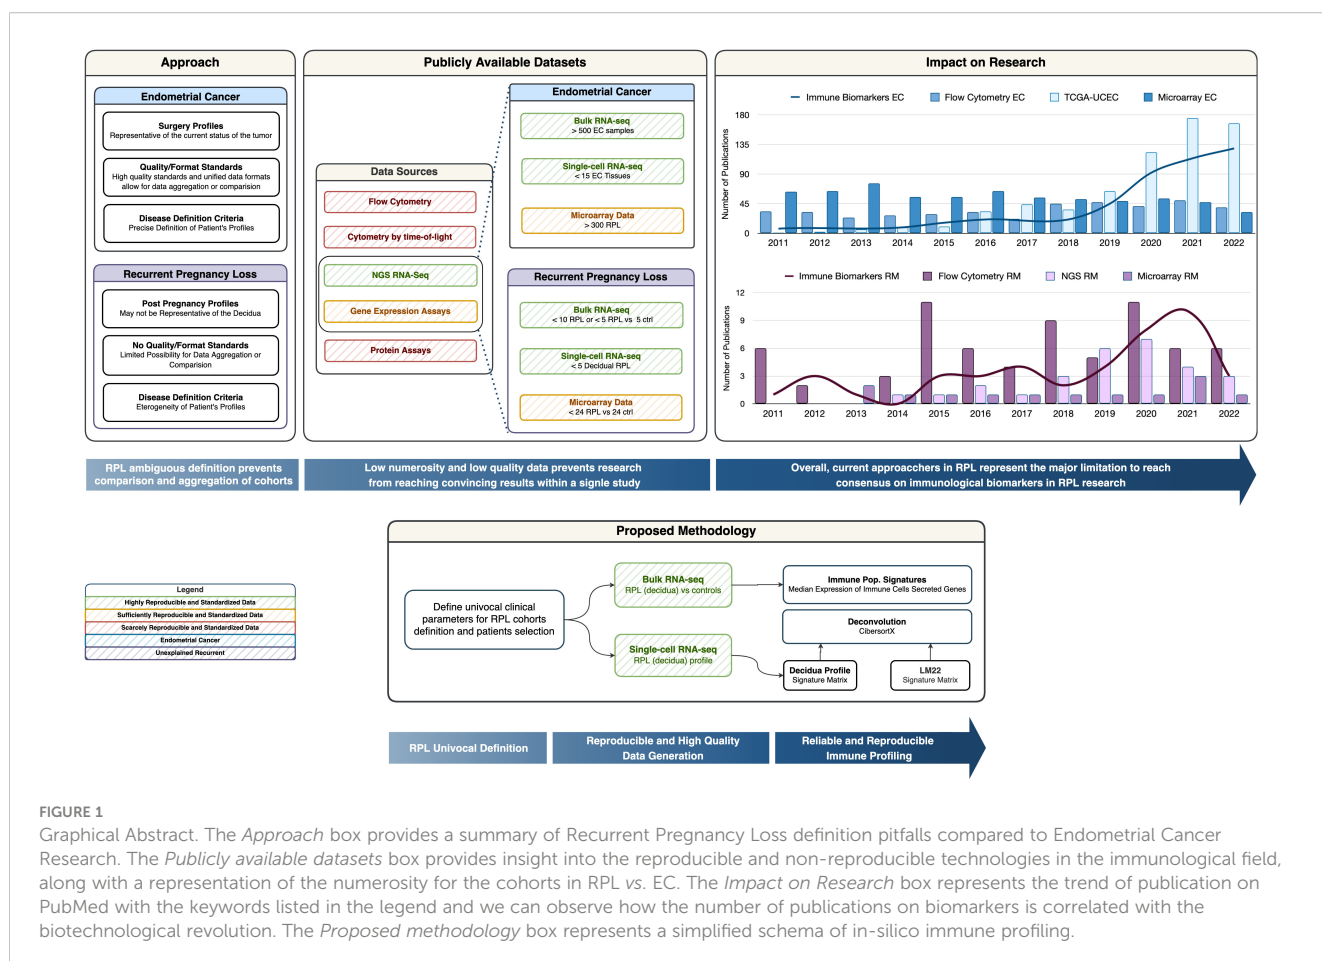 Approach
Endometrial Cancer
Surgery Profiles
Representative of the current status of the tumor
Quality/Format Standards
High quality standards and unified data formats
allow for data aggregation or comparision
Disease Definition Criteria
Precise Definition of Patient's Profiles
Recurrent Pregnancy Loss
Post Pregnancy Profiles
May not be Representative of the Decidua
No Quality/Format Standards
Limited Possibility for Data Aggregation or
Comparision
Disease Definition Criteria
Eterogeneity of Patient's Profiles
Publicly Available Datasets
Data Sources
Flow Cytometry
Cytometry by time-of-light
NGS RNA-Seq
Gene Expression Assays
Protein Assays
Endometrial Cancer
Bulk RNA-seq
> 500 EC samples
Single-cell RNA-seq
< 15 EC Tissues
Microarray Data
> 300 RPL
Recurrent Pregnancy Loss
Bulk RNA-seq
< 10 RPL or < 5 RPL vs 5 ctrl
Single-cell RNA-seq
< 5 Decidual RPL
Microarray Data
< 24 RPL vs 24 ctrl
Impact on Research
Immune Biomarkers EC Flow Cytometry EC TCGA-UCEC Microarray EC
Number of Publications
180
135
90
45
0
2011 2012 2013 2014 2015 2016 2017 2018 2019 2020 2021 2022
Immune Biomarkers RM Flow Cytometry RM NGS RM Microarray RM
Number of Publications
12
9
6
3
0
2011 2012 2013 2014 2015 2016 2017 2018 2019 2020 2021 2022
RPL ambiguous definition prevents
comparison and aggregation of cohorts
Low numerosity and low quality data prevents research
from reaching convincing results within a signle study
Overall, current approacchers in RPL represent the major limitation to reach
consensus on immunological biomarkers in RPL research
Legend
Highly Reproducible and Standardized Data
Sufficiently Reproducible and Standardized Data
Scarcely Reproducible and Standardized Data
Endometrial Cancer
Unexplained Recurrent
Proposed Methodology
Define univocal clinical
parameters for RPL cohorts
definition and patients selection
Bulk RNA-seq
RPL (decidua) vs controls
Single-cell RNA-seq
RPL (decidua) profile
Immune Pop. Signatures
Median Expression of Immune Cells Secreted Genes
Deconvolution
CibersortX
Decidua Profile
Signature Matrix
LM22
Signature Matrix
RPL Univocal Definition
Reproducible and High Quality
Data Generation
Reliable and Reproducible
Immune Profiling
FIGURE 1
Graphical Abstract. The Approach box provides a summary of Recurrent Pregnancy Loss definition pitfalls compared to Endometrial Cancer
Research. The Publicly available datasets box provides insight into the reproducible and non-reproducible technologies in the immunological field,
along with a representation of the numerosity for the cohorts in RPL vs. EC. The Impact on Research box represents the trend of publication on
PubMed with the keywords listed in the legend and we can observe how the number of publications on biomarkers is correlated with the
biotechnological revolution. The Proposed methodology box represents a simplified schema of in-silico immune profiling.